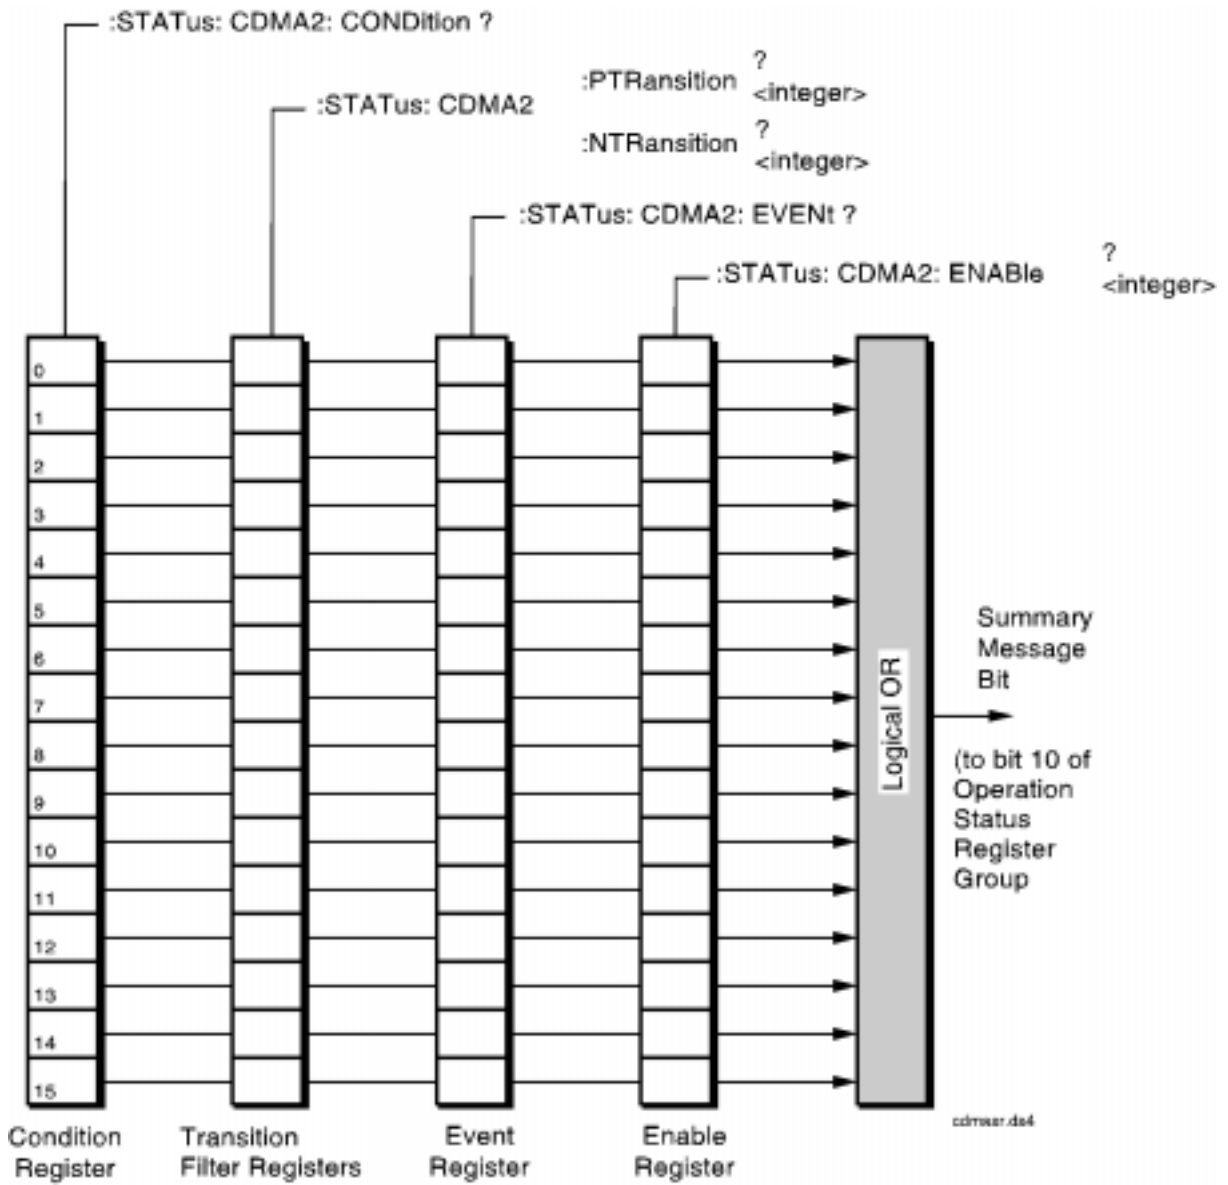 :STATus: CDMA2: CONDition ?
?
:PTRansition <integer>
:STATus: CDMA2
?
:NTRansition <integer>
:STATus: CDMA2: EVENt ?
?
:STATus: CDMA2: ENABle <integer>
0
1
2
3
4
5
6
7
8
9
10
11
12
13
14
15
Logical OR
Summary
Message
Bit
(to bit 10 of
Operation
Status
Register
Group
Condition
Register
Transition
Filter Registers
Event
Register
Enable
Register